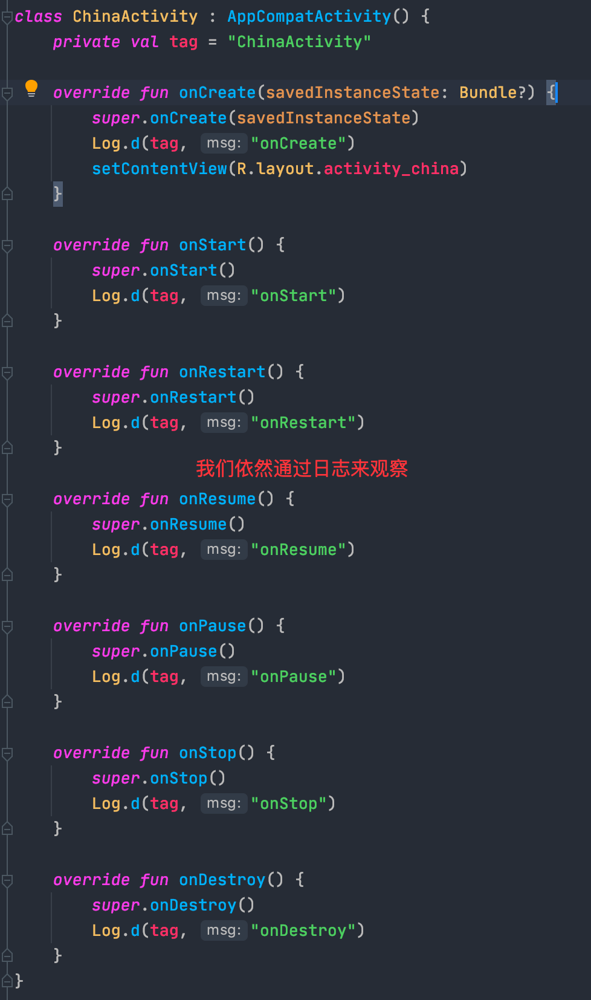 class ChinaActivity : AppCompatActivity() {
    private val tag = "ChinaActivity"
    override fun onCreate(savedInstanceState: Bundle?) {
        super.onCreate(savedInstanceState)
        Log.d(tag, msg: "onCreate")
        setContentView(R.layout.activity_china)
    }
    override fun onStart() {
        super.onStart()
        Log.d(tag, msg: "onStart")
    }
    override fun onRestart() {
        super.onRestart()
        Log.d(tag, msg: "onRestart")
    }
我们依然通过日志来观察
    override fun onResume() {
        super.onResume()
        Log.d(tag, msg: "onResume")
    }
    override fun onPause() {
        super.onPause()
        Log.d(tag, msg: "onPause")
    }
    override fun onStop() {
        super.onStop()
        Log.d(tag, msg: "onStop")
    }
    override fun onDestroy() {
        super.onDestroy()
        Log.d(tag, msg: "onDestroy")
    }
}